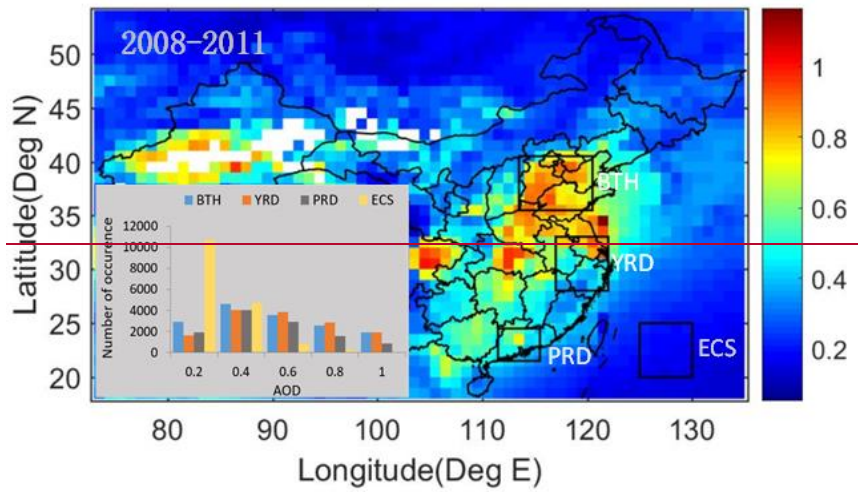 2008-2011
Latitude(Deg N)
50
45
40
35
30
25
20
80
90
100
110
120
130
Longitude(Deg E)
BTH
YRD
PRD
ECS
1
0.8
0.6
0.4
0.2
BTH YRD PRD ECS
Number of occurence
12000
10000
8000
6000
4000
2000
0
0.2 0.4 0.6 0.8 1
AOD